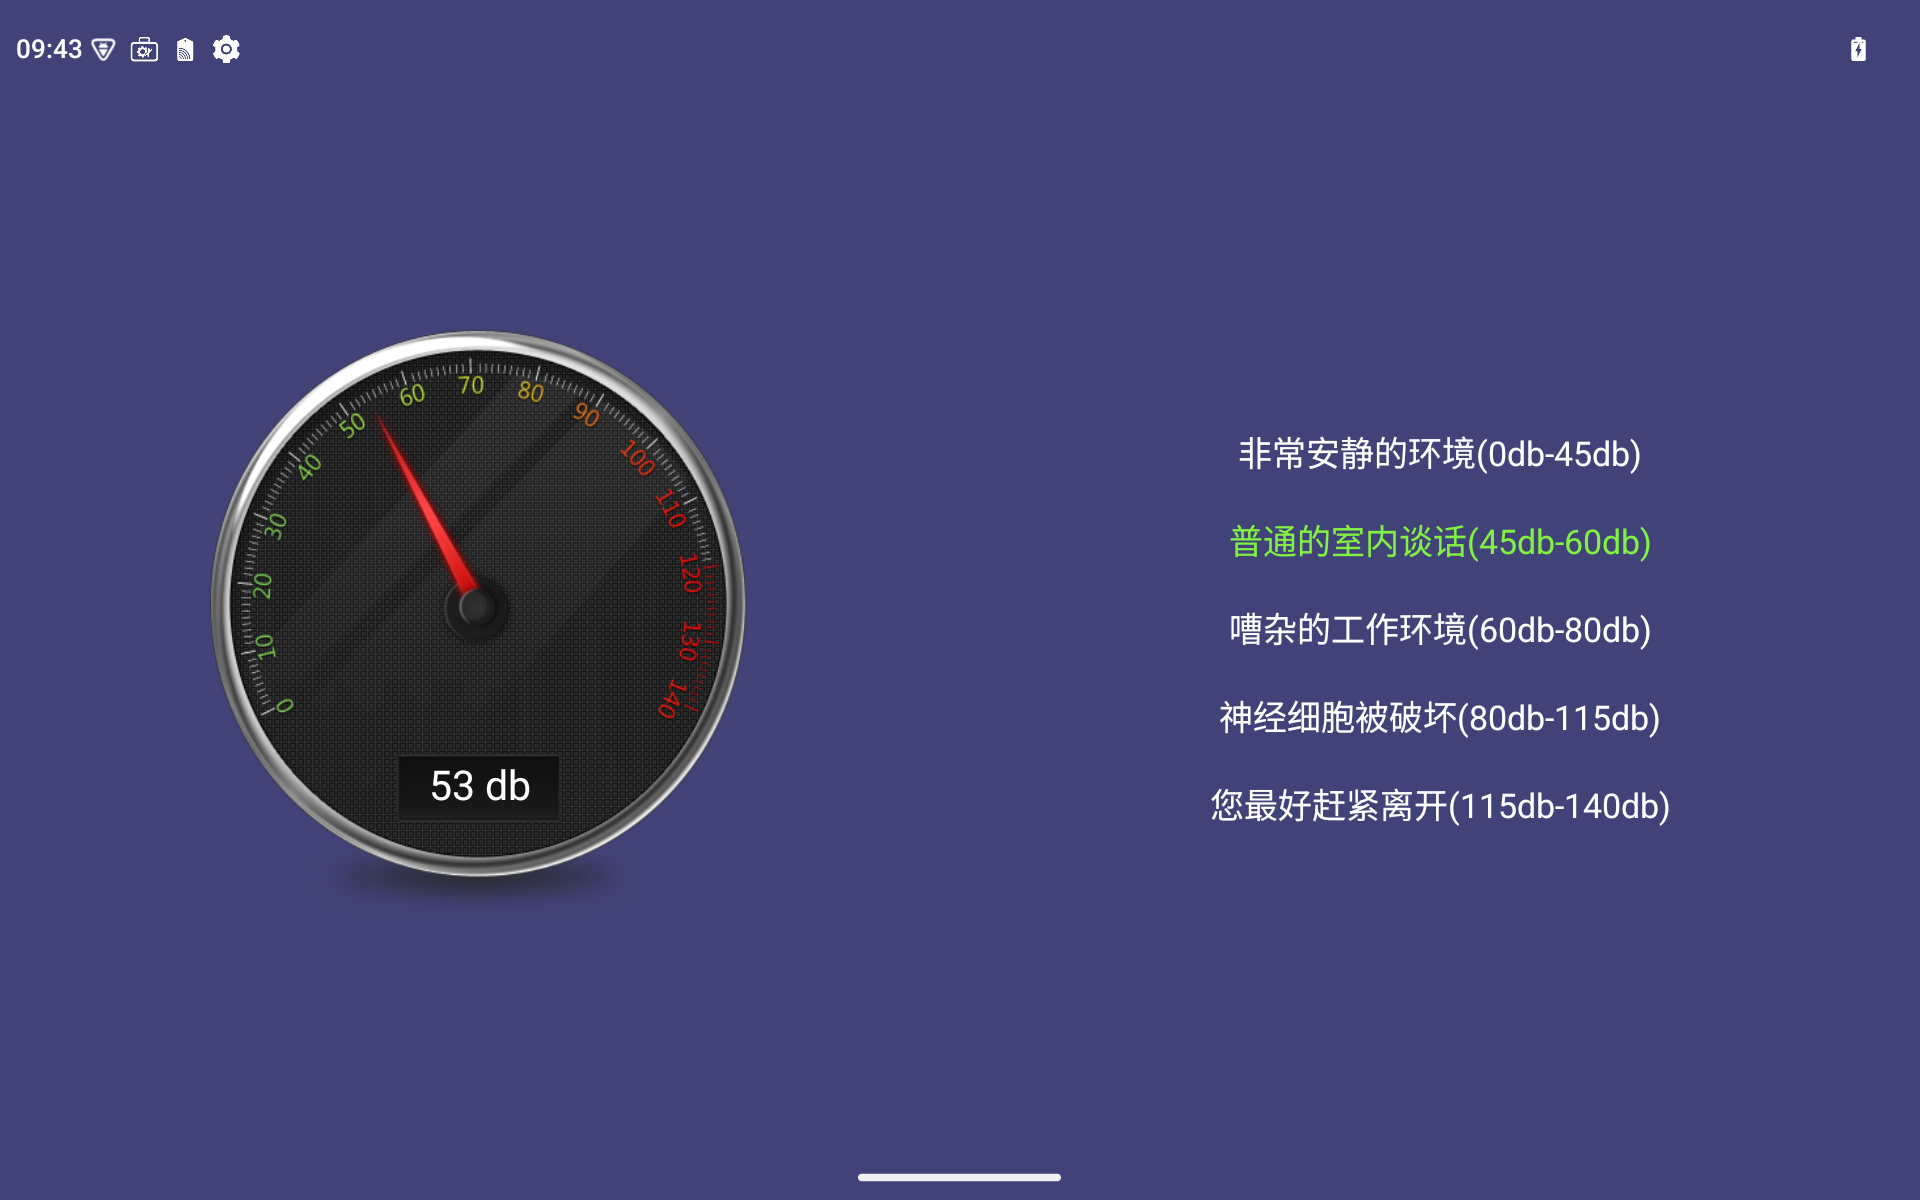 09:43
0
10
20
30
40
50
60
70
80
90
100
110
120
130
140
53 db
非常安静的环境(0db-45db)
普通的室内谈话(45db-60db)
嘈杂的工作环境(60db-80db)
神经细胞被破坏(80db-115db)
您最好赶紧离开(115db-140db)